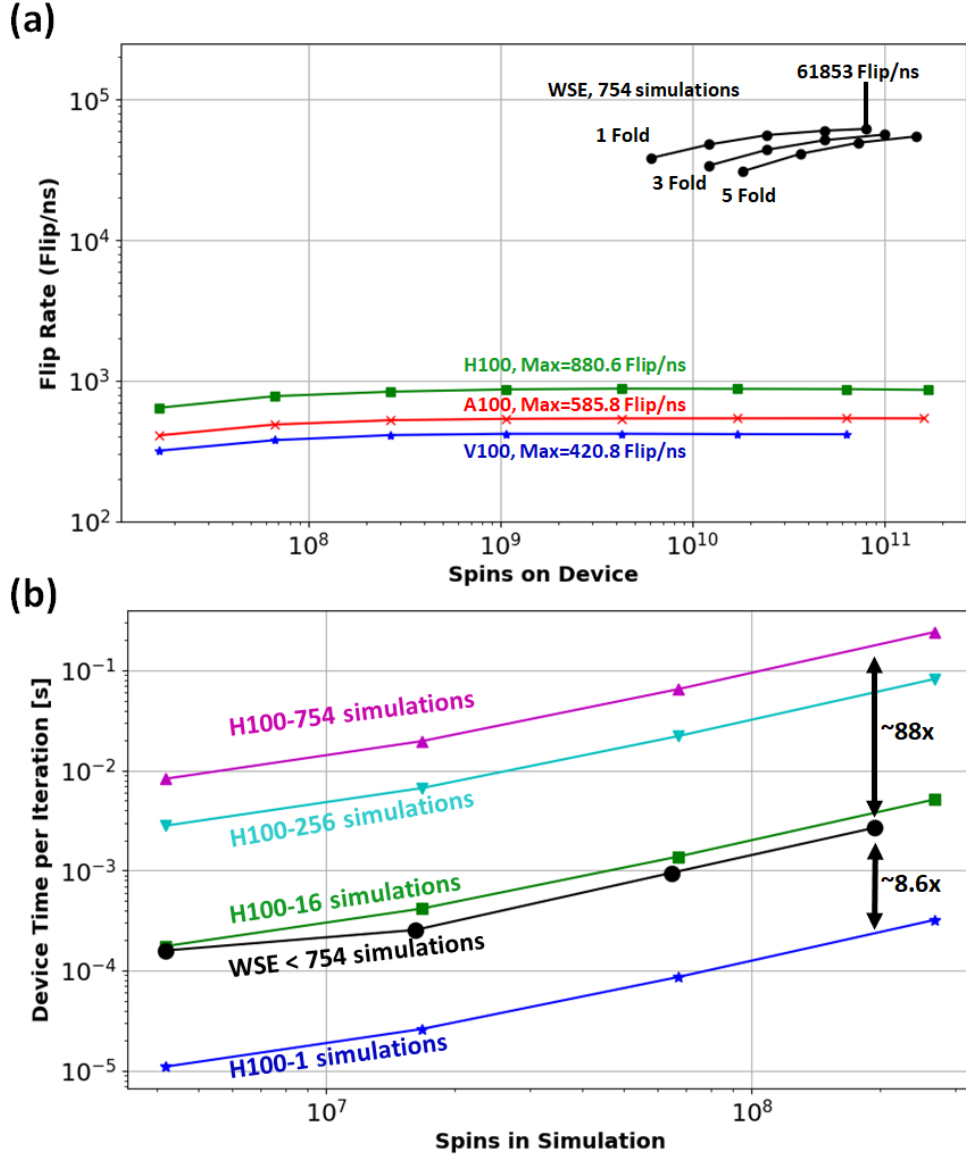 (a)
10^5
10^4
10^3
10^2
Flip Rate (Flip/ns)
61853 Flip/ns
WSE, 754 simulations
1 Fold
3 Fold
5 Fold
H100, Max=880.6 Flip/ns
A100, Max=585.8 Flip/ns
V100, Max=420.8 Flip/ns
10^8
10^9
10^10
10^11
Spins on Device
(b)
10^-1
10^-2
10^-3
10^-4
10^-5
Device Time per Iteration [s]
H100-754 simulations
~88x
H100-256 simulations
H100-16 simulations
~8.6x
WSE < 754 simulations
H100-1 simulations
10^7
10^8
Spins in Simulation